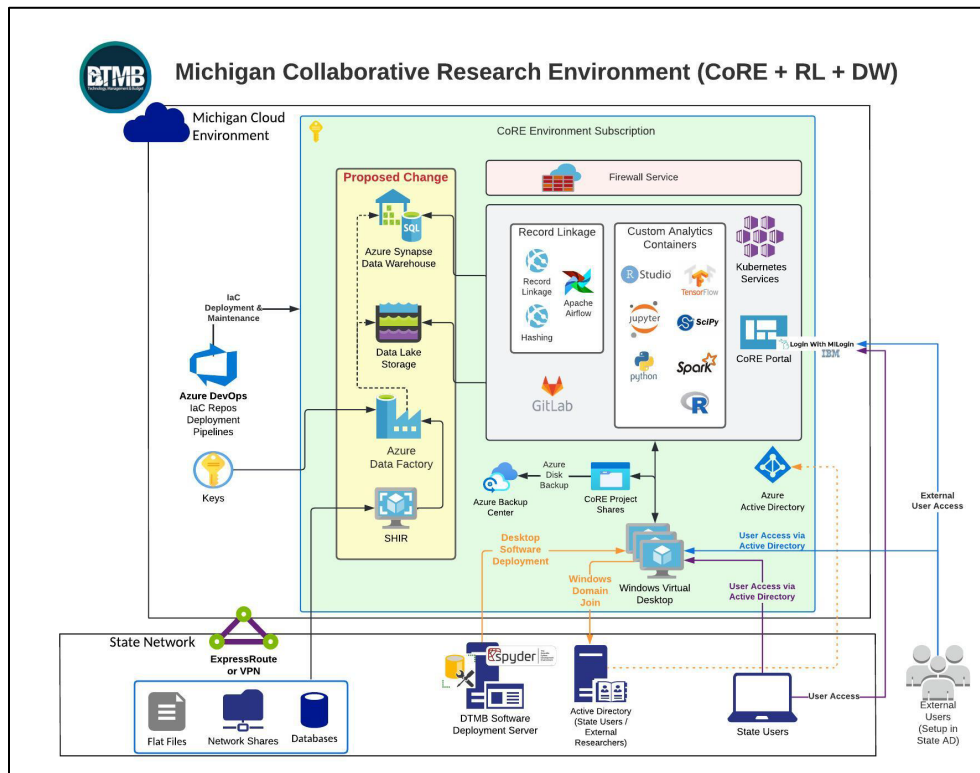 DTMB
Technology, Management & Budget
Michigan Collaborative Research Environment (CoRE + RL + DW)
Michigan Cloud
Environment
CoRE Environment Subscription
Proposed Change
Firewall Service
SQL
Azure Synapse
Data Warehouse
Record Linkage
Record
Linkage
Apache
Airflow
Hashing
Custom Analytics
Containers
R Studio
TensorFlow
jupyter
SciPy
python
Spark
R
Kubernetes
Services
CoRE Portal
Login With MILogin
IBM
GitLab
IaC
Deployment &
Maintenance
Data Lake
Storage
Azure DevOps
IaC Repos
Deployment
Pipelines
Azure
Data Factory
Keys
SHIR
Azure Backup
Center
Azure
Disk
Backup
CoRE Project
Shares
Azure
Active Directory
External
User Access
Desktop
Software
Deployment
User Access via
Active Directory
Windows
Domain
Join
Windows Virtual
Desktop
User Access via
Active Directory
State Network
ExpressRoute
or VPN
Flat Files
Network Shares
Databases
spyder
DTMB Software
Deployment Server
Active Directory
(State Users /
External
Researchers)
State Users
User Access
External
Users
(Setup in
State AD)